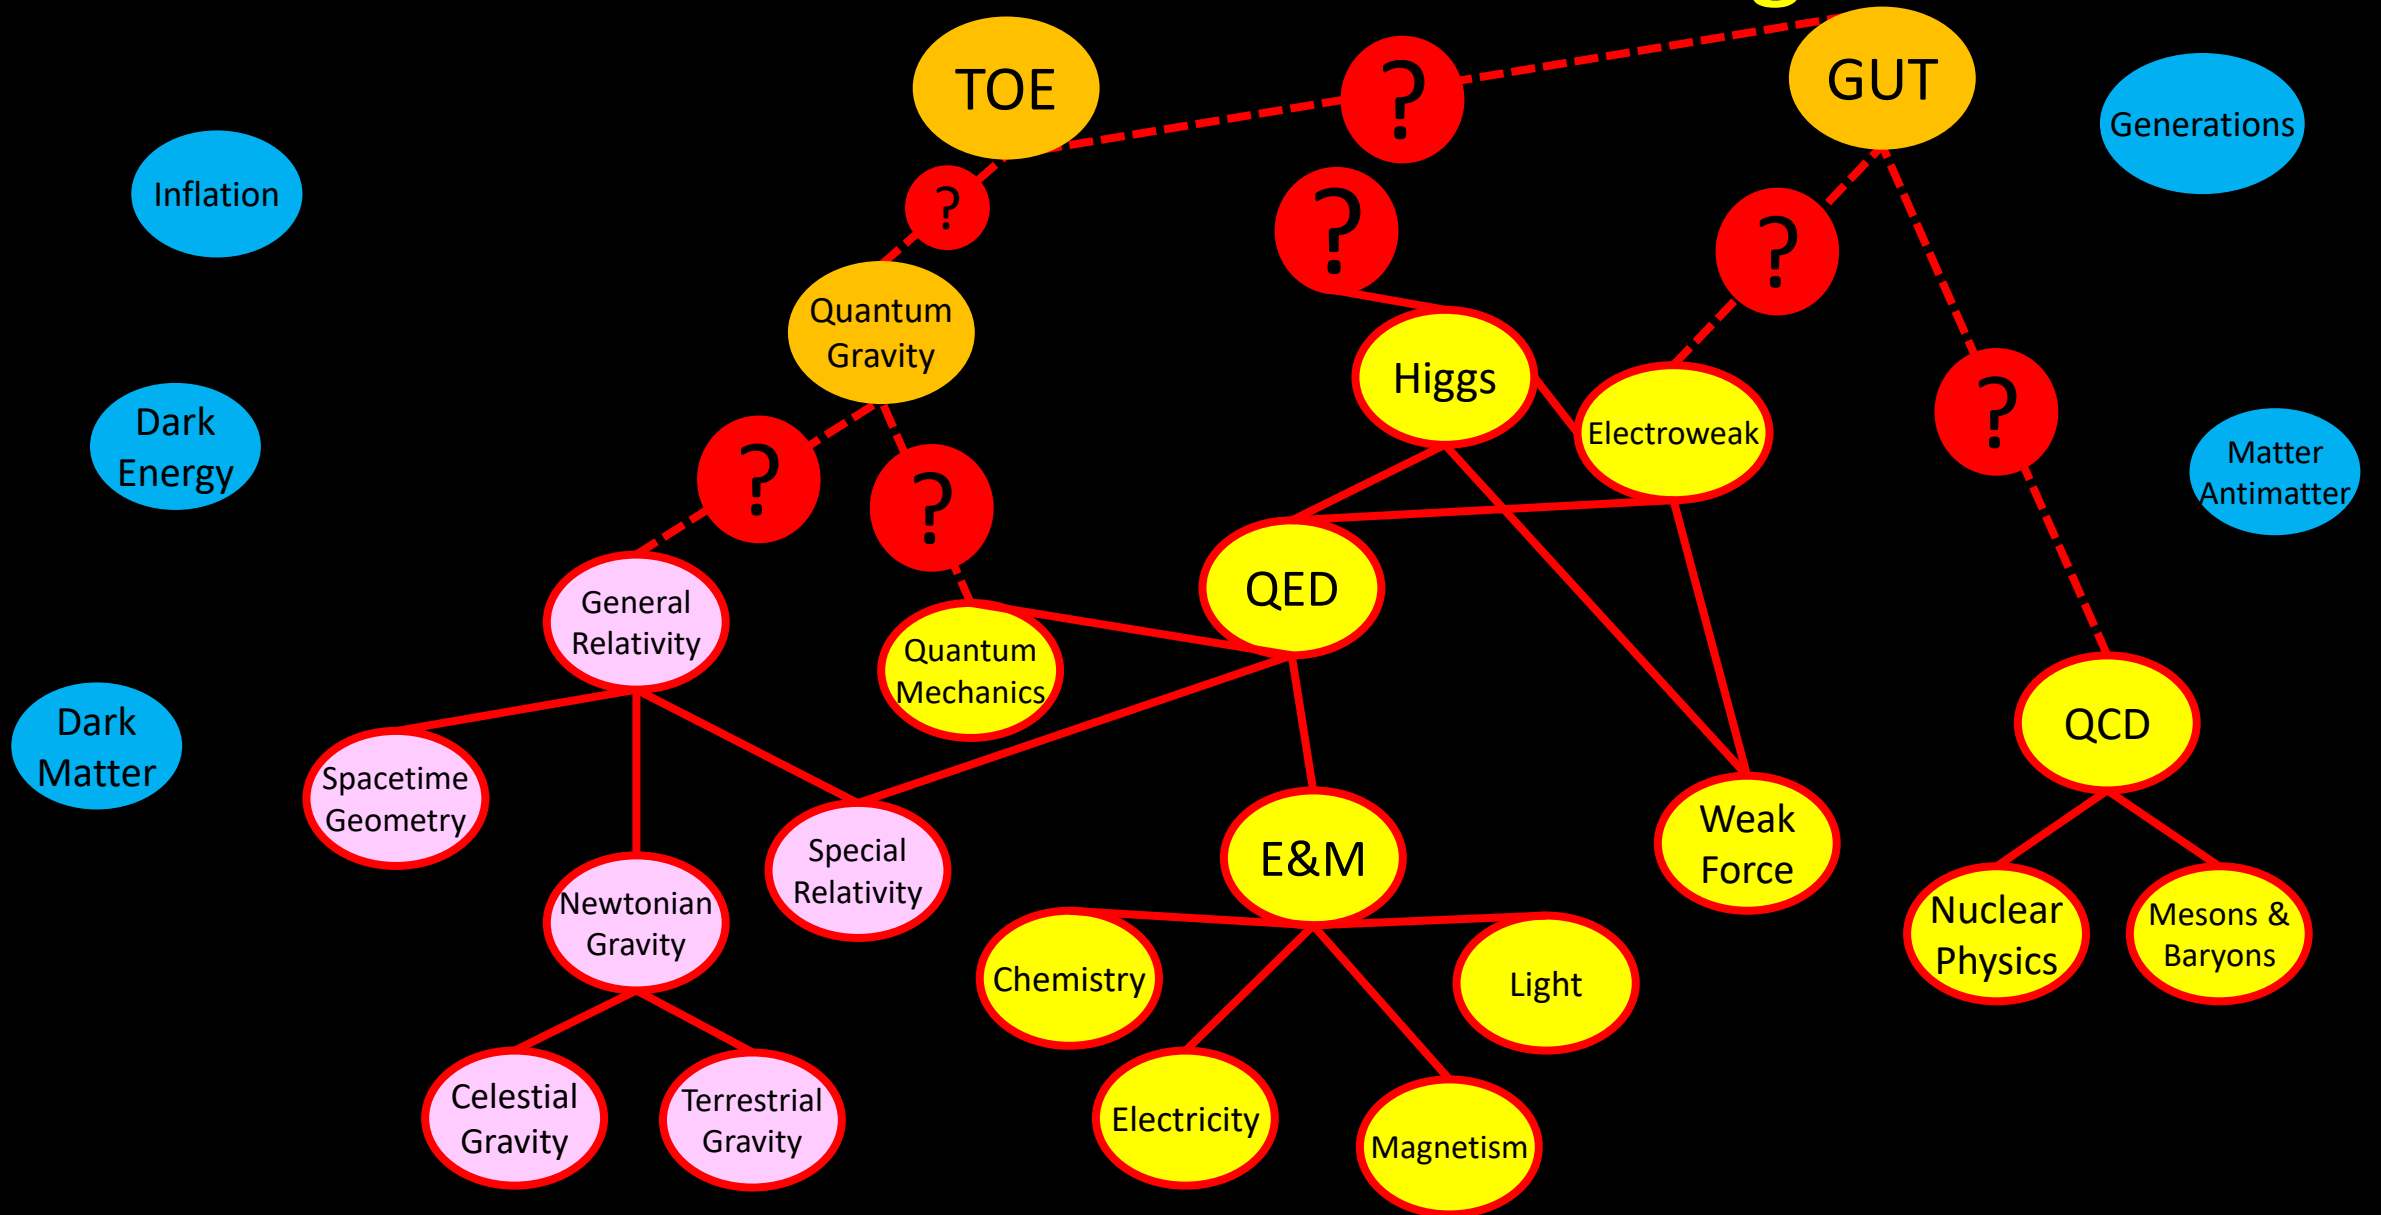 TOE
?
GUT
Generations
Inflation
?
?
?
Quantum
Gravity
Higgs
Electroweak
?
Dark
Energy
?
?
Matter
Antimatter
General
Relativity
Quantum
Mechanics
QED
QCD
Dark
Matter
Spacetime
Geometry
Newtonian
Gravity
Special
Relativity
E&M
Weak
Force
Nuclear
Physics
Mesons &
Baryons
Chemistry
Light
Celestial
Gravity
Terrestrial
Gravity
Electricity
Magnetism